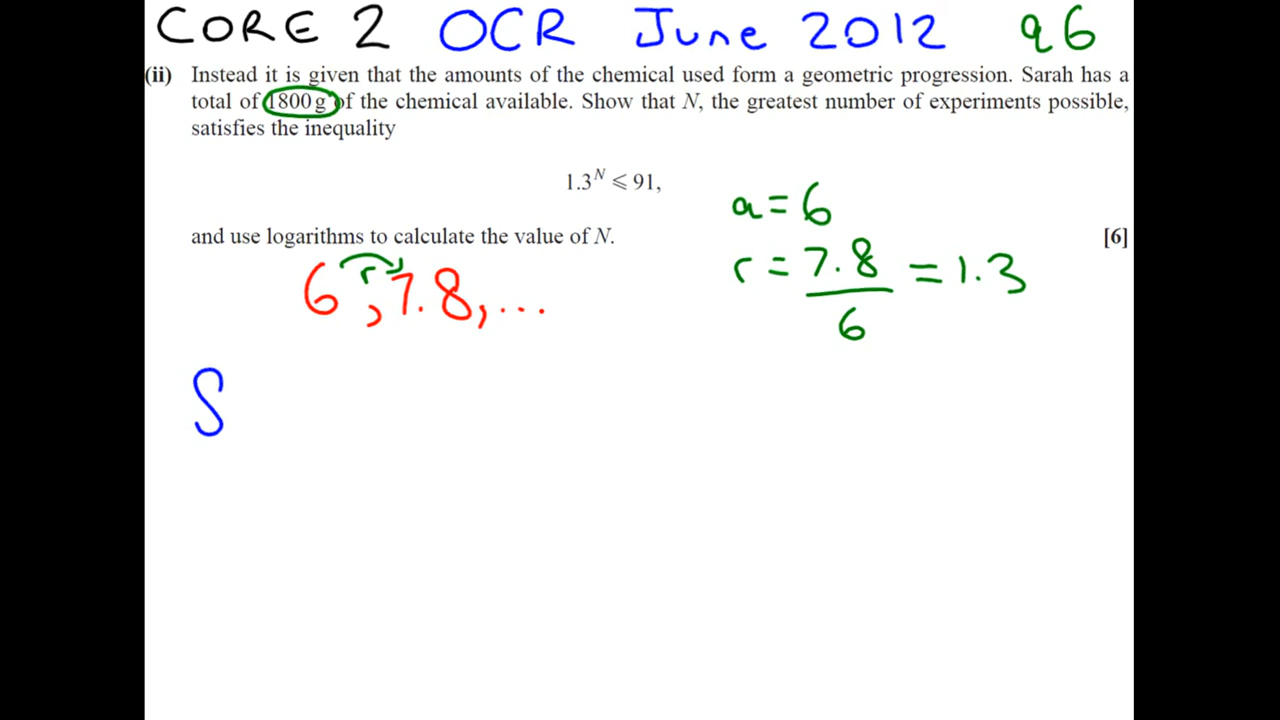 CORE 2 OCR June 2012 q6
(ii) Instead it is given that the amounts of the chemical used form a geometric progression. Sarah has a
total of 1800 g of the chemical available. Show that N, the greatest number of experiments possible,
satisfies the inequality
1.3^N ⩽ 91,
and use logarithms to calculate the value of N. [6]
a = 6
r = 7.8/6 = 1.3
r
6, 7.8, ...
S